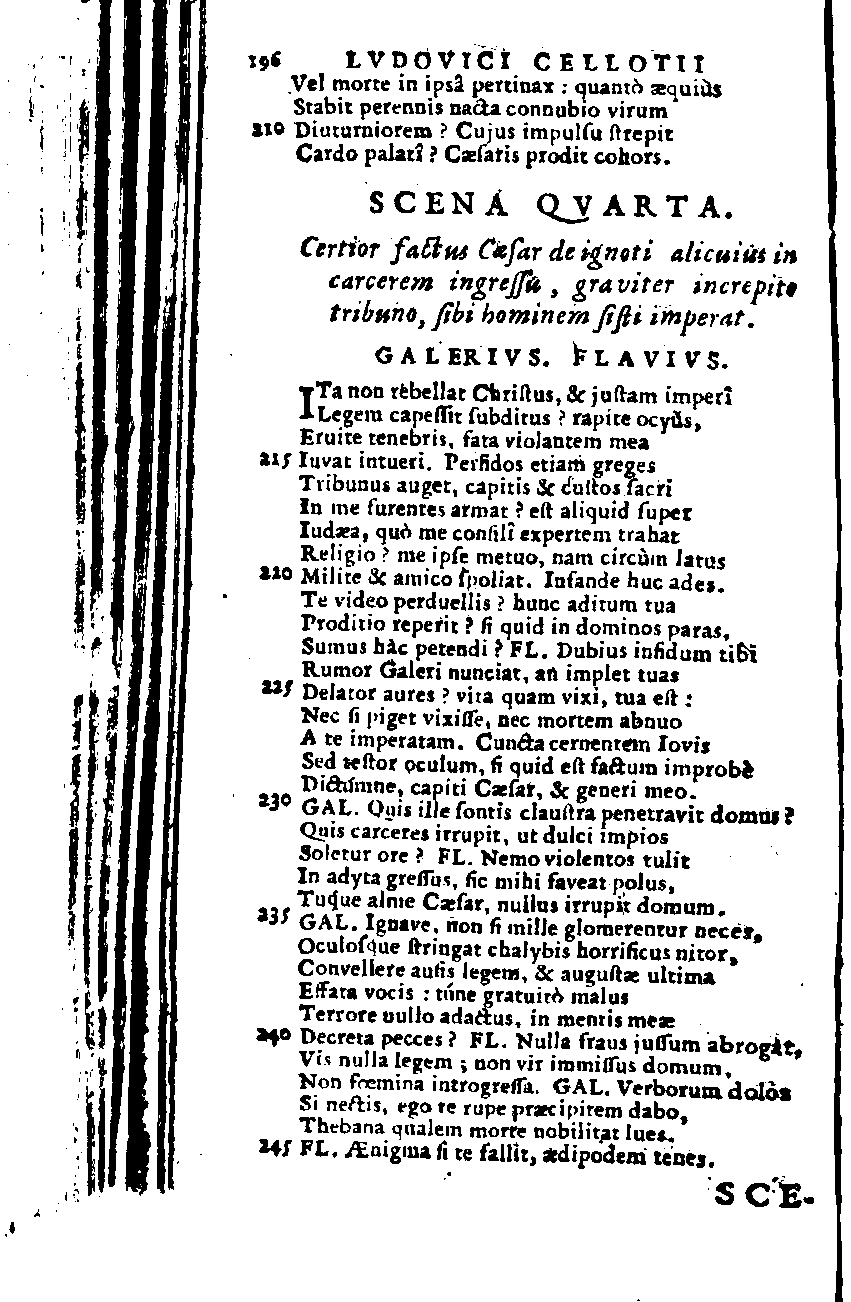 196 LVDOVICI CELLOTII
Vel morte in ipsâ pertinax : quantò æquiùs
Stabit perennis nacta connubio virum
210 Diuturniorem ? Cujus impulſu ſtrepit
Cardo palatî ? Cæſaris prodit cohors.
SCENA QVARTA.
Certior factus Cæſar de ignoti alicuius in
carcerem ingreſſu, graviter increpito
tribuno, ſibi hominem ſiſti imperat.
GALERIVS. FLAVIVS.
ITa non rebellat Chriſtus, & juſtam imperî
Legem capeſſit ſubditus ? rapite ocyùs,
Eruite tenebris, fata violantem mea
215 Iuvat intueri. Perfidos etiam greges
Tribunus auget, capitis & cuſtos ſacri
In me furentes armat ? eſt aliquid ſuper
Iudæa, quò me conſilî expertem trahat
Religio ? me ipſe metuo, nam circùm latus
220 Milite & amico ſpoliat. Infande huc ades.
Te video perduellis ? hunc aditum tua
Proditio reperit ? ſi quid in dominos paras,
Sumus hâc petendi ? FL. Dubius infidum tibî
Rumor Galeri nunciat, an implet tuas
225 Delator aures ? vita quam vixi, tua eſt :
Nec ſi piget vixiſſe, nec mortem abnuo
A te imperatam. Cuncta cernentem Iovis
Sed teſtor oculum, ſi quid eſt factum improbè
Dictúmne, capiti Cæſar, & generi meo.
230 GAL. Quis ille ſontis clauſtra penetravit domus ?
Quis carceres irrupit, ut dulci impios
Soletur ore ? FL. Nemo violentos tulit
In adyta greſſus, ſic mihi faveat polus,
Tuque alme Cæſar, nullus irrupit domum.
235 GAL. Ignave, non ſi mille glomerentur neces,
Oculoſque ſtringat chalybis horrificus nitor,
Convellere auſis legem, & auguſtæ ultima
Effata vocis : túne gratuitò malus
Terrore nullo adactus, in mentis meæ
240 Decreta pecces ? FL. Nulla fraus juſſum abrogat,
Vis nulla legem ; non vir immiſſus domum,
Non fœmina introgreſſa. GAL. Verborum dolos
Si neſtis, ego te rupe præcipitem dabo,
Thebana qualem morte nobilitat lues.
245 FL. Ænigma ſi te fallit, ædipodem tenes.
SCE-